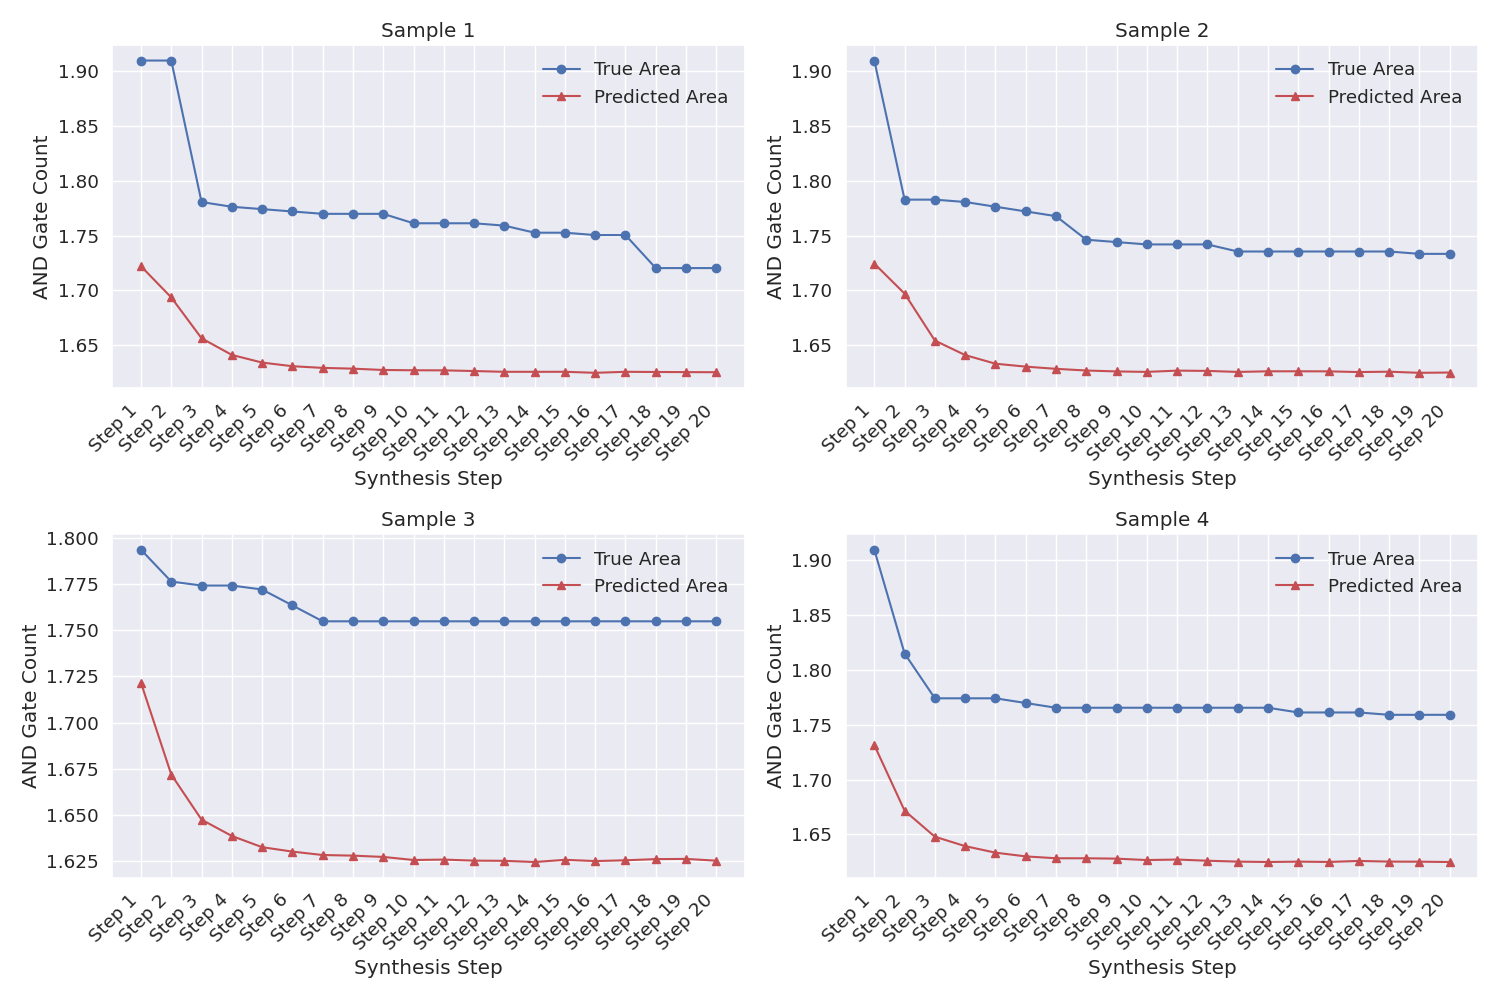 Sample 1
1.90
1.85
1.80
1.75
1.70
1.65
AND Gate Count
True Area
Predicted Area
Step 1
Step 2
Step 3
Step 4
Step 5
Step 6
Step 7
Step 8
Step 9
Step 10
Step 11
Step 12
Step 13
Step 14
Step 15
Step 16
Step 17
Step 18
Step 19
Step 20
Synthesis Step
Sample 2
1.90
1.85
1.80
1.75
1.70
1.65
AND Gate Count
True Area
Predicted Area
Step 1
Step 2
Step 3
Step 4
Step 5
Step 6
Step 7
Step 8
Step 9
Step 10
Step 11
Step 12
Step 13
Step 14
Step 15
Step 16
Step 17
Step 18
Step 19
Step 20
Synthesis Step
Sample 3
1.800
1.775
1.750
1.725
1.700
1.675
1.650
1.625
AND Gate Count
True Area
Predicted Area
Step 1
Step 2
Step 3
Step 4
Step 5
Step 6
Step 7
Step 8
Step 9
Step 10
Step 11
Step 12
Step 13
Step 14
Step 15
Step 16
Step 17
Step 18
Step 19
Step 20
Synthesis Step
Sample 4
1.90
1.85
1.80
1.75
1.70
1.65
AND Gate Count
True Area
Predicted Area
Step 1
Step 2
Step 3
Step 4
Step 5
Step 6
Step 7
Step 8
Step 9
Step 10
Step 11
Step 12
Step 13
Step 14
Step 15
Step 16
Step 17
Step 18
Step 19
Step 20
Synthesis Step